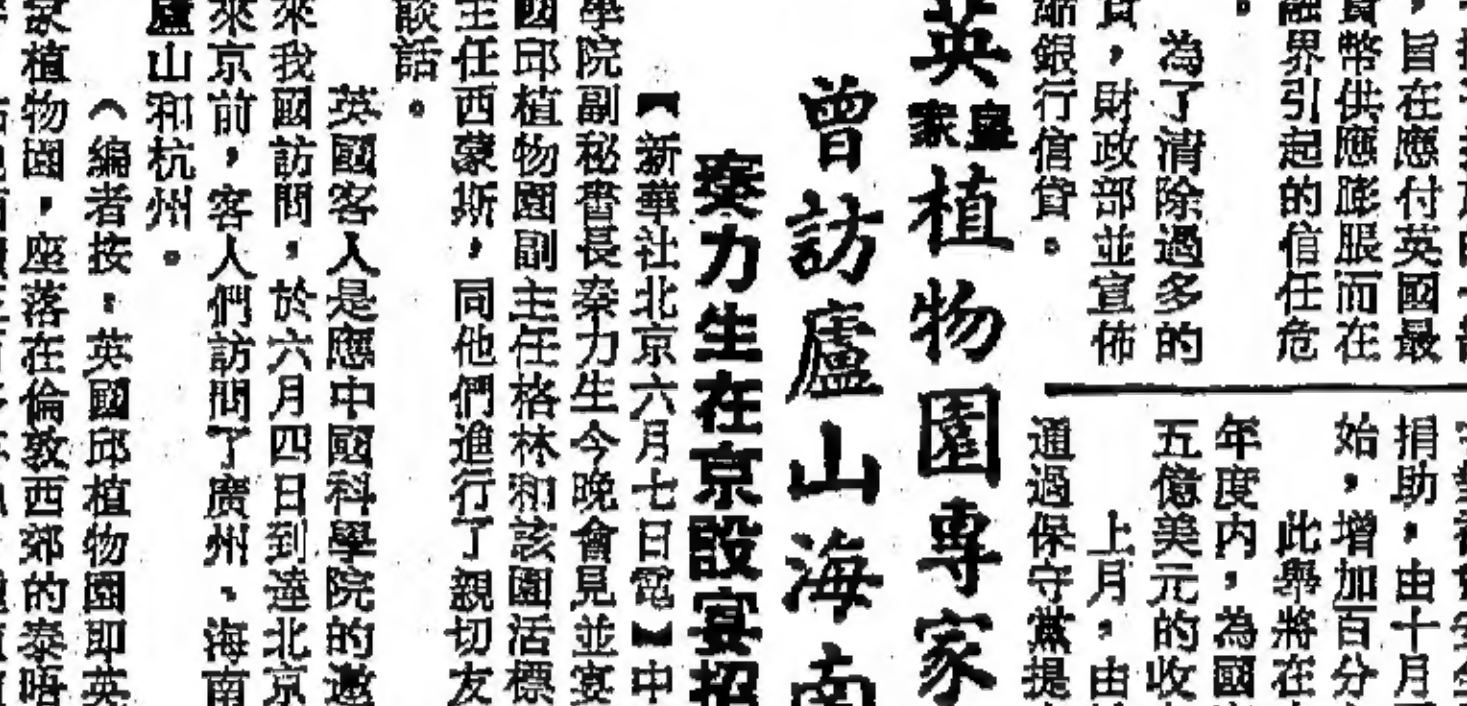 ，旨在應付英國最
貨幣供應膨脹而在
融界引起的信任危
。
為了清除過多的
貸，財政部並宣佈
縮銀行信貸。
捐助，由十月
始，增加百分
此舉將在
年度内，為國
五億美元的收
上月，由
通過保守黨提
英皇家植物園專家
曾訪廬山海南
秦力生在京設宴招
【新華社北京六月七日電】中
學院副秘書長秦力生今晚會見並宴
國邱植物園副主任格林和該園活標
主任西蒙斯，同他們進行了親切友
談話。
英國客人是應中國科學院的邀
來我國訪問，於六月四日到達北京
來京前，客人們訪問了廣州、海南
廬山和杭州。
（編者按：英國邱植物園即英
家植物園，座落在倫敦西郊的泰晤